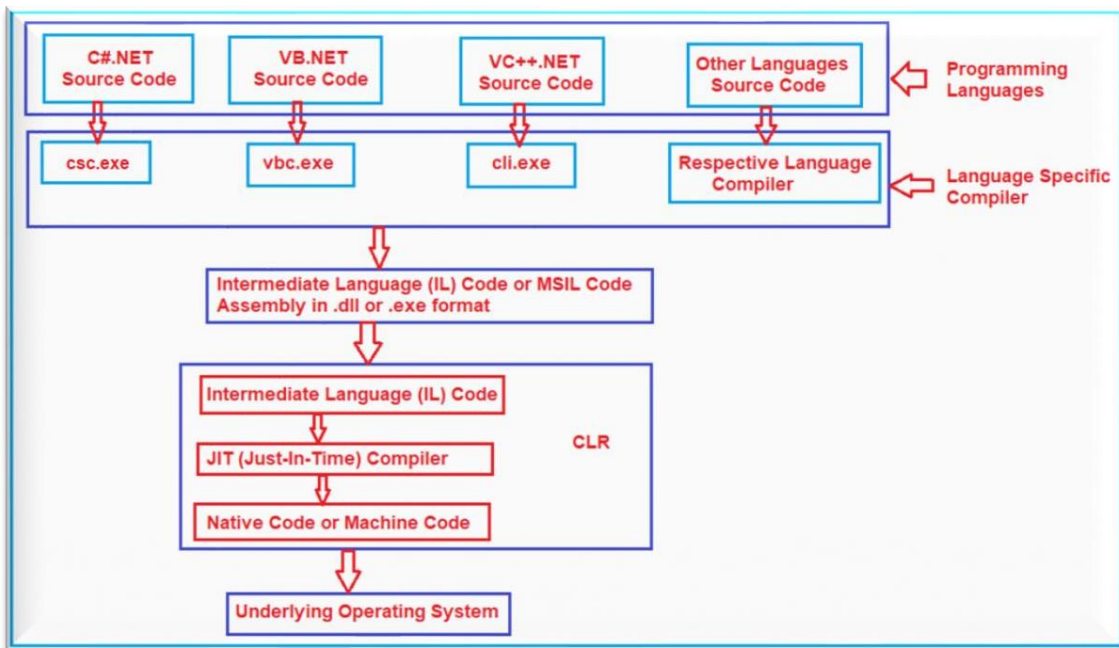 C#.NET
Source Code
VB.NET
Source Code
VC++.NET
Source Code
Other Languages
Source Code
Programming
Languages
csc.exe
vbc.exe
cli.exe
Respective Language
Compiler
Language Specific
Compiler
Intermediate Language (IL) Code or MSIL Code
Assembly in .dll or .exe format
Intermediate Language (IL) Code
JIT (Just-In-Time) Compiler
CLR
Native Code or Machine Code
Underlying Operating System